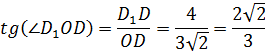 tg(∠D₁OD) = D₁D/OD = 4/3√2 = 2√2/3